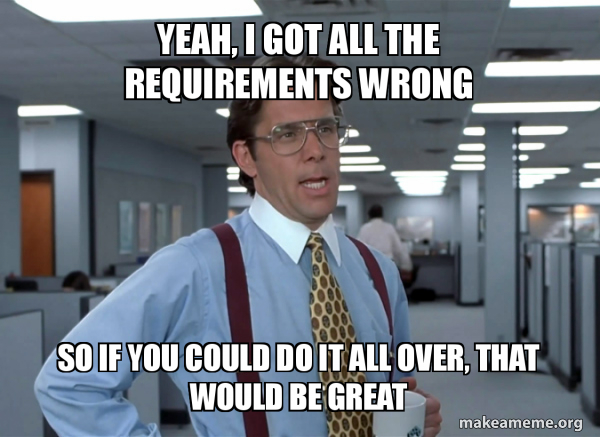 YEAH, I GOT ALL THE
REQUIREMENTS WRONG
SO IF YOU COULD DO IT ALL OVER, THAT
WOULD BE GREAT
makeameme.org